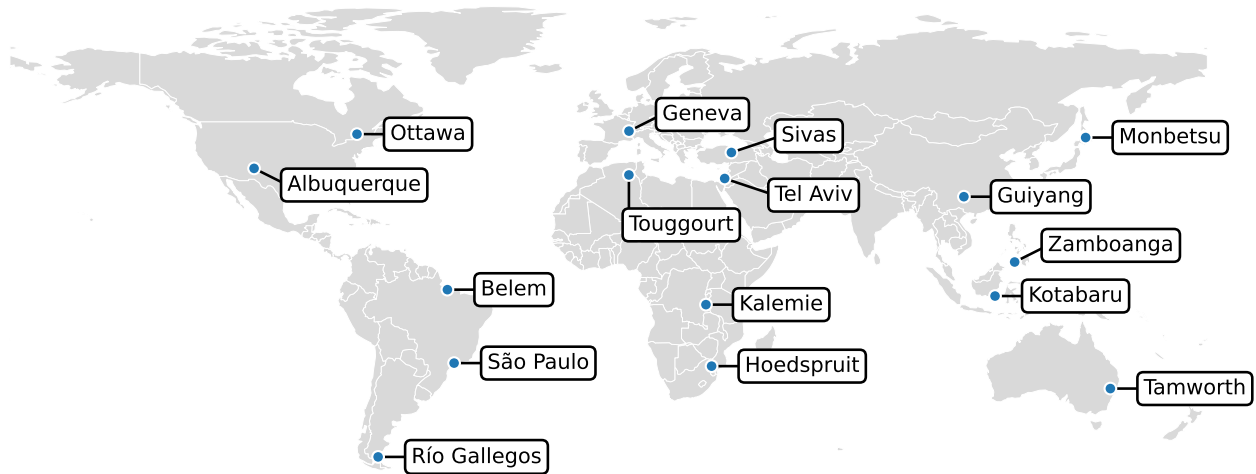 Geneva
Ottawa
Sivas
Monbetsu
Albuquerque
Tel Aviv
Guiyang
Touggourt
Zamboanga
Belem
Kotabaru
Kalemie
São Paulo
Hoedspruit
Tamworth
Río Gallegos